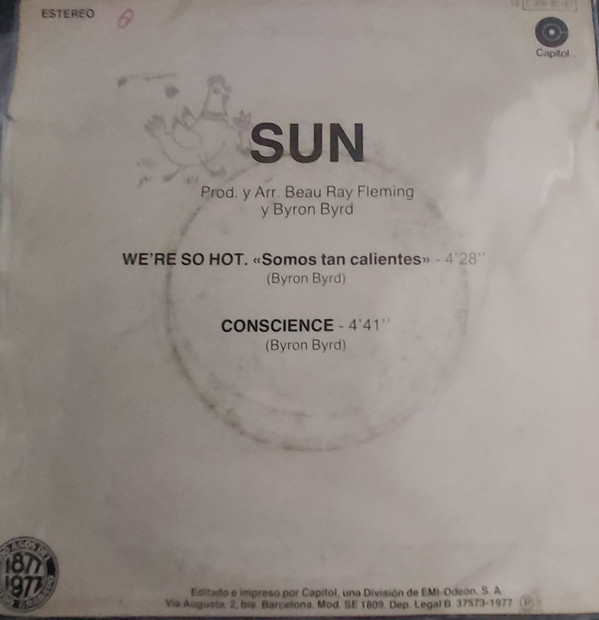 ESTEREO
Capitol
SUN
Prod. y Arr. Beau Ray Fleming
y Byron Byrd
WE'RE SO HOT. «Somos tan calientes» - 4'28''
(Byron Byrd)
CONSCIENCE - 4'41''
(Byron Byrd)
1877
1977
Editado e impreso por Capitol, una División de EMI-Odeón, S. A.
Vía Augusta, 2, bis. Barcelona. Mod. SE 1809. Dep. Legal B. 37573-1977 Ⓟ